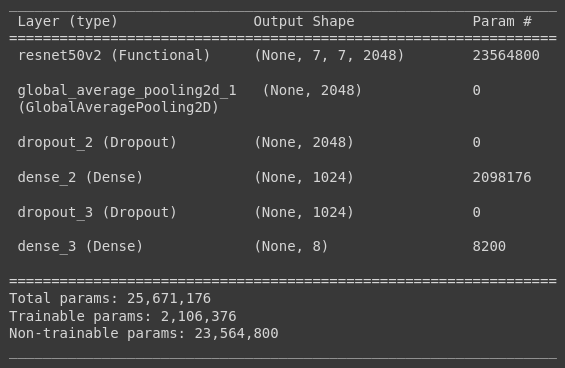 Layer (type) Output Shape Param #
resnet50v2 (Functional) (None, 7, 7, 2048) 23564800
global_average_pooling2d_1 (None, 2048) 0
(GlobalAveragePooling2D)
dropout_2 (Dropout) (None, 2048) 0
dense_2 (Dense) (None, 1024) 2098176
dropout_3 (Dropout) (None, 1024) 0
dense_3 (Dense) (None, 8) 8200
Total params: 25,671,176
Trainable params: 2,106,376
Non-trainable params: 23,564,800